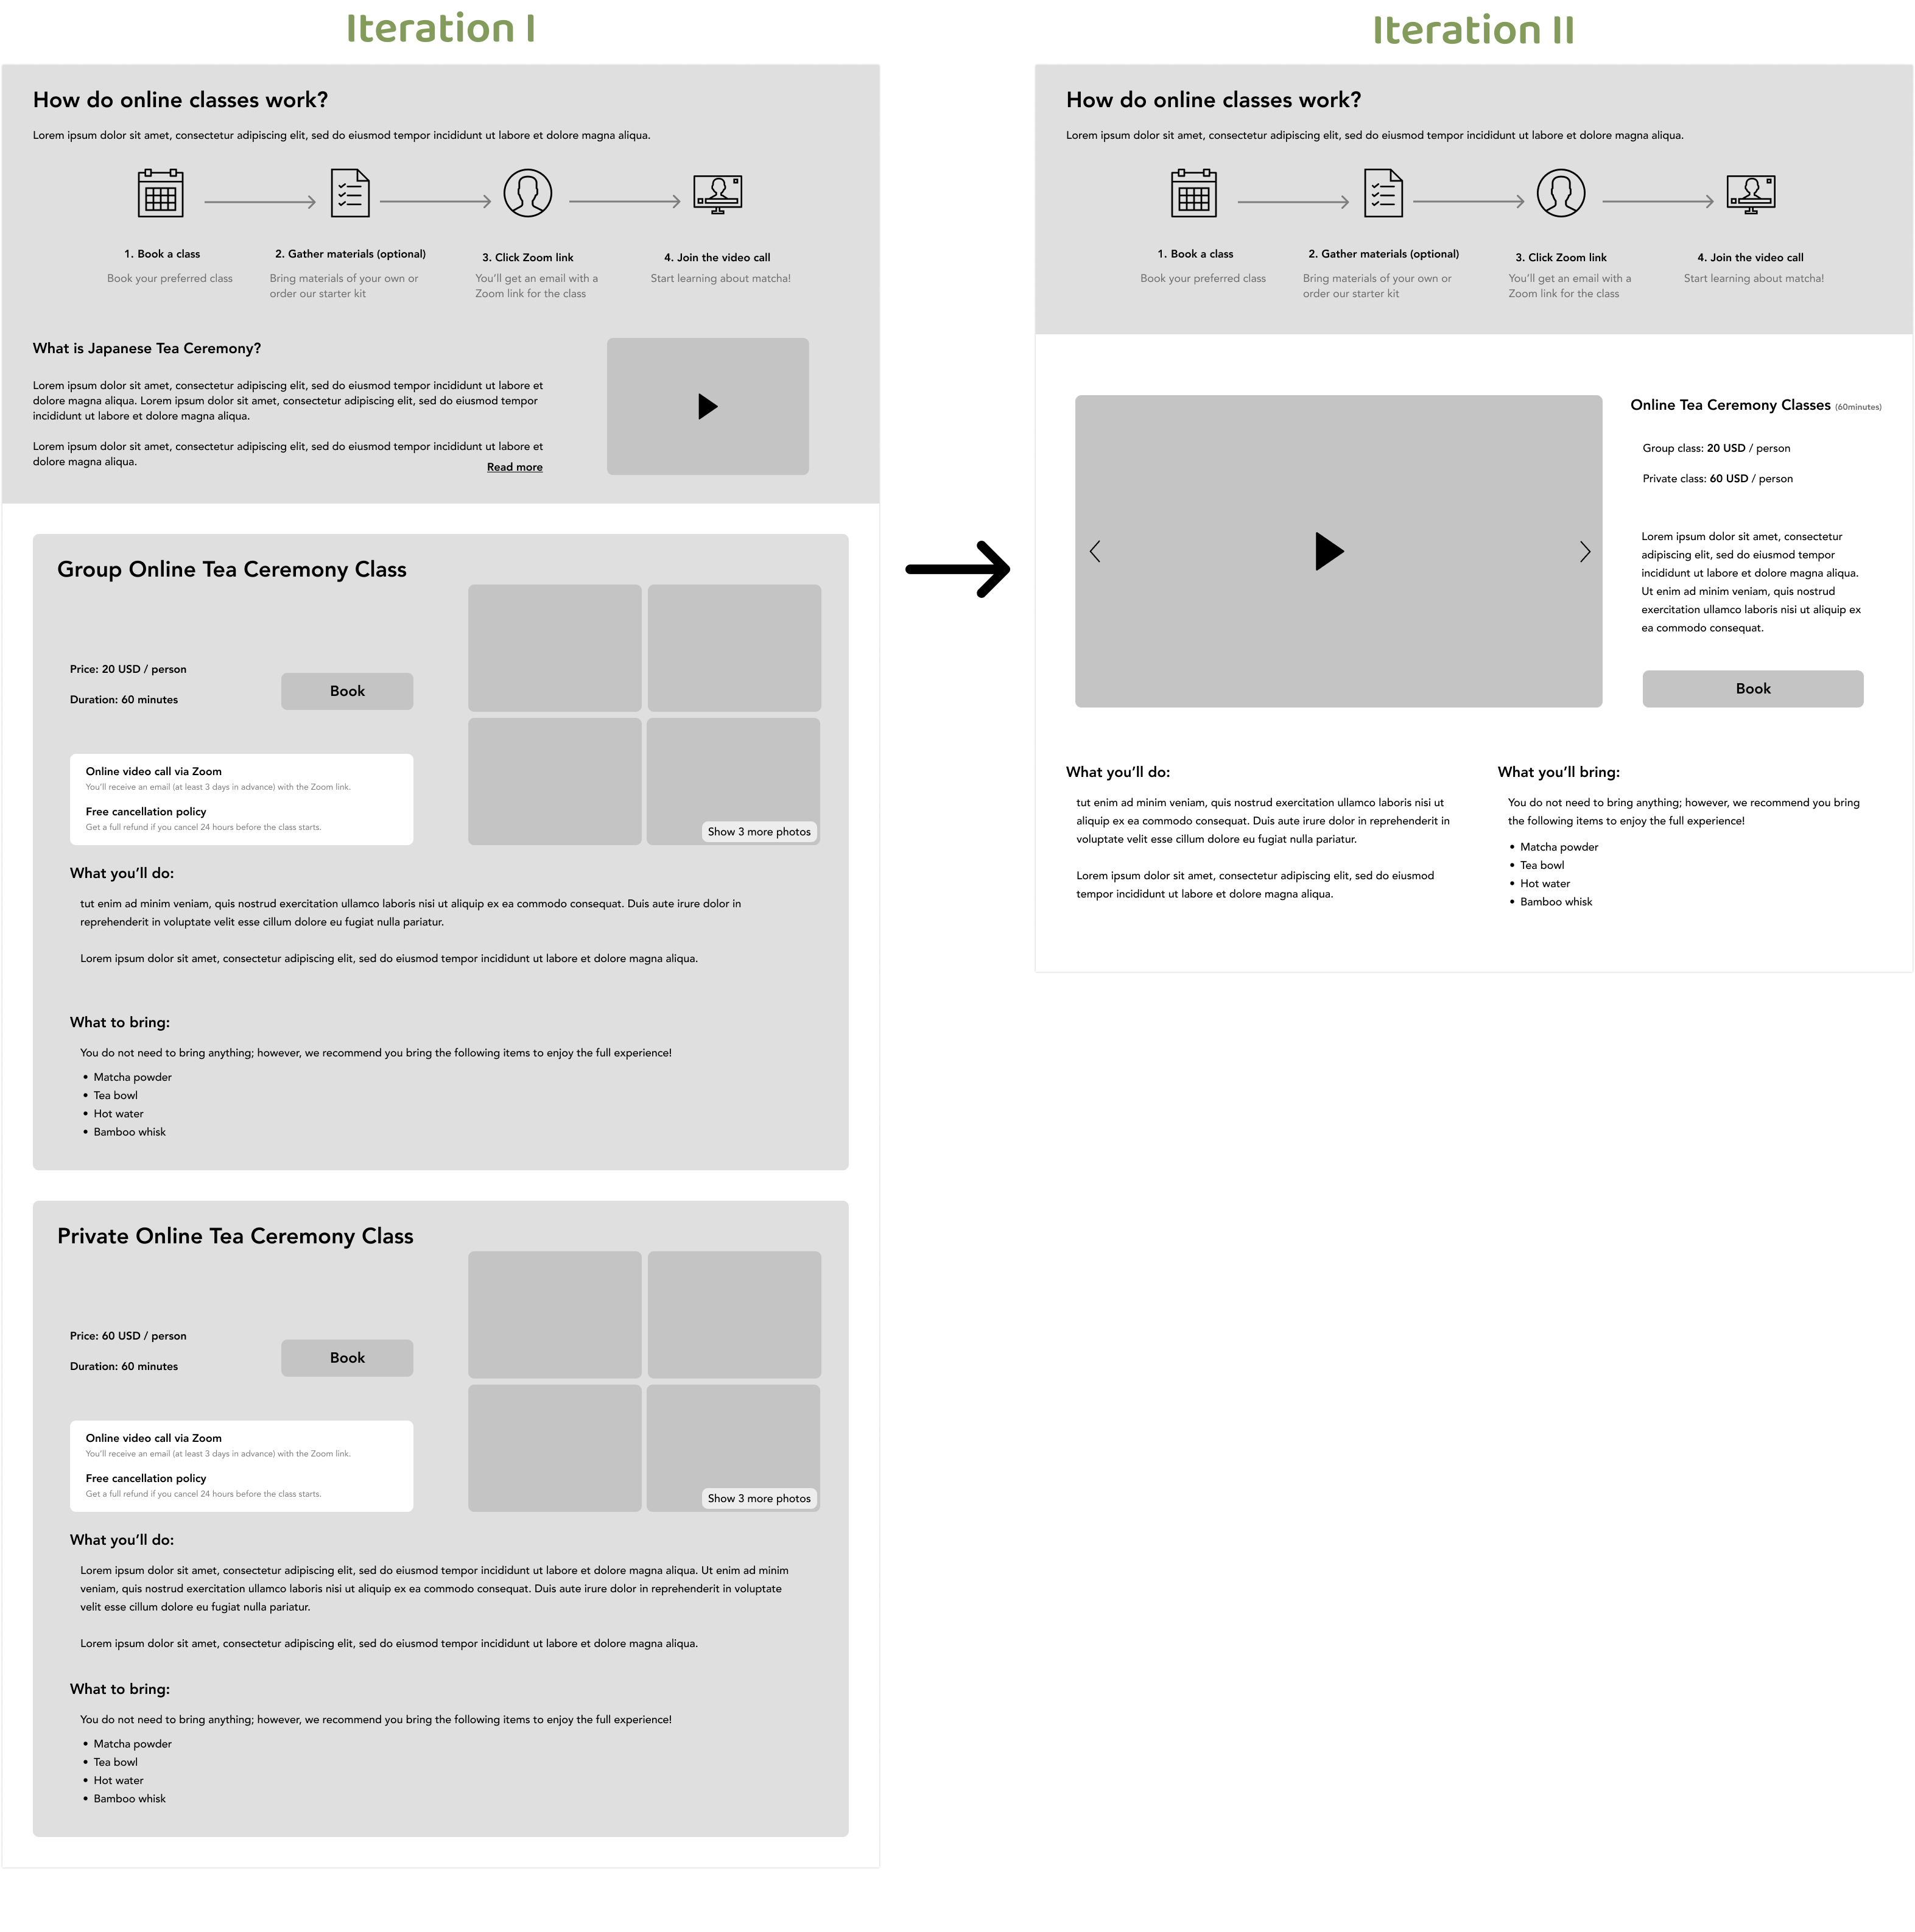 Iteration I
How do online classes work?
Lorem ipsum dolor sit amet, consectetur adipiscing elit, sed do eiusmod tempor incididunt ut labore et dolore magna aliqua.
1. Book a class
Book your preferred class
2. Gather materials (optional)
Bring materials of your own or
order our starter kit
3. Click Zoom link
You’ll get an email with a
Zoom link for the class
4. Join the video call
Start learning about matcha!
What is Japanese Tea Ceremony?
Lorem ipsum dolor sit amet, consectetur adipiscing elit, sed do eiusmod tempor incididunt ut labore et
dolore magna aliqua. Lorem ipsum dolor sit amet, consectetur adipiscing elit, sed do eiusmod tempor
incididunt ut labore et dolore magna aliqua.
Lorem ipsum dolor sit amet, consectetur adipiscing elit, sed do eiusmod tempor incididunt ut labore et
dolore magna aliqua.
Read more
Group Online Tea Ceremony Class
Price: 20 USD / person
Duration: 60 minutes
Book
Online video call via Zoom
You’ll receive an email (at least 3 days in advance) with the Zoom link.
Free cancellation policy
Get a full refund if you cancel 24 hours before the class starts.
Show 3 more photos
What you’ll do:
tut enim ad minim veniam, quis nostrud exercitation ullamco laboris nisi ut aliquip ex ea commodo consequat. Duis aute irure dolor in
reprehenderit in voluptate velit esse cillum dolore eu fugiat nulla pariatur.
Lorem ipsum dolor sit amet, consectetur adipiscing elit, sed do eiusmod tempor incididunt ut labore et dolore magna aliqua.
What to bring:
You do not need to bring anything; however, we recommend you bring the following items to enjoy the full experience!
• Matcha powder
• Tea bowl
• Hot water
• Bamboo whisk
Private Online Tea Ceremony Class
Price: 60 USD / person
Duration: 60 minutes
Book
Online video call via Zoom
You’ll receive an email (at least 3 days in advance) with the Zoom link.
Free cancellation policy
Get a full refund if you cancel 24 hours before the class starts.
Show 3 more photos
What you’ll do:
Lorem ipsum dolor sit amet, consectetur adipiscing elit, sed do eiusmod tempor incididunt ut labore et dolore magna aliqua. Ut enim ad minim
veniam, quis nostrud exercitation ullamco laboris nisi ut aliquip ex ea commodo consequat. Duis aute irure dolor in reprehenderit in voluptate
velit esse cillum dolore eu fugiat nulla pariatur.
Lorem ipsum dolor sit amet, consectetur adipiscing elit, sed do eiusmod tempor incididunt ut labore et dolore magna aliqua.
What to bring:
You do not need to bring anything; however, we recommend you bring the following items to enjoy the full experience!
• Matcha powder
• Tea bowl
• Hot water
• Bamboo whisk
Iteration II
How do online classes work?
Lorem ipsum dolor sit amet, consectetur adipiscing elit, sed do eiusmod tempor incididunt ut labore et dolore magna aliqua.
1. Book a class
Book your preferred class
2. Gather materials (optional)
Bring materials of your own or
order our starter kit
3. Click Zoom link
You’ll get an email with a
Zoom link for the class
4. Join the video call
Start learning about matcha!
Online Tea Ceremony Classes (60minutes)
Group class: 20 USD / person
Private class: 60 USD / person
Lorem ipsum dolor sit amet, consectetur
adipiscing elit, sed do eiusmod tempor
incididunt ut labore et dolore magna aliqua.
Ut enim ad minim veniam, quis nostrud
exercitation ullamco laboris nisi ut aliquip ex
ea commodo consequat.
Book
What you’ll do:
tut enim ad minim veniam, quis nostrud exercitation ullamco laboris nisi ut
aliquip ex ea commodo consequat. Duis aute irure dolor in reprehenderit in
voluptate velit esse cillum dolore eu fugiat nulla pariatur.
Lorem ipsum dolor sit amet, consectetur adipiscing elit, sed do eiusmod
tempor incididunt ut labore et dolore magna aliqua.
What you’ll bring:
You do not need to bring anything; however, we recommend you bring
the following items to enjoy the full experience!
• Matcha powder
• Tea bowl
• Hot water
• Bamboo whisk